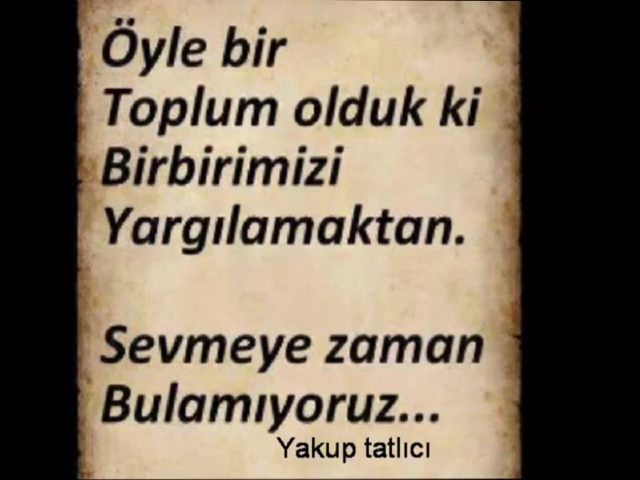 Öyle bir
Toplum olduk ki
Birbirimizi
Yargılamaktan.
Sevmeye zaman
Bulamıyoruz...
Yakup tatlıcı